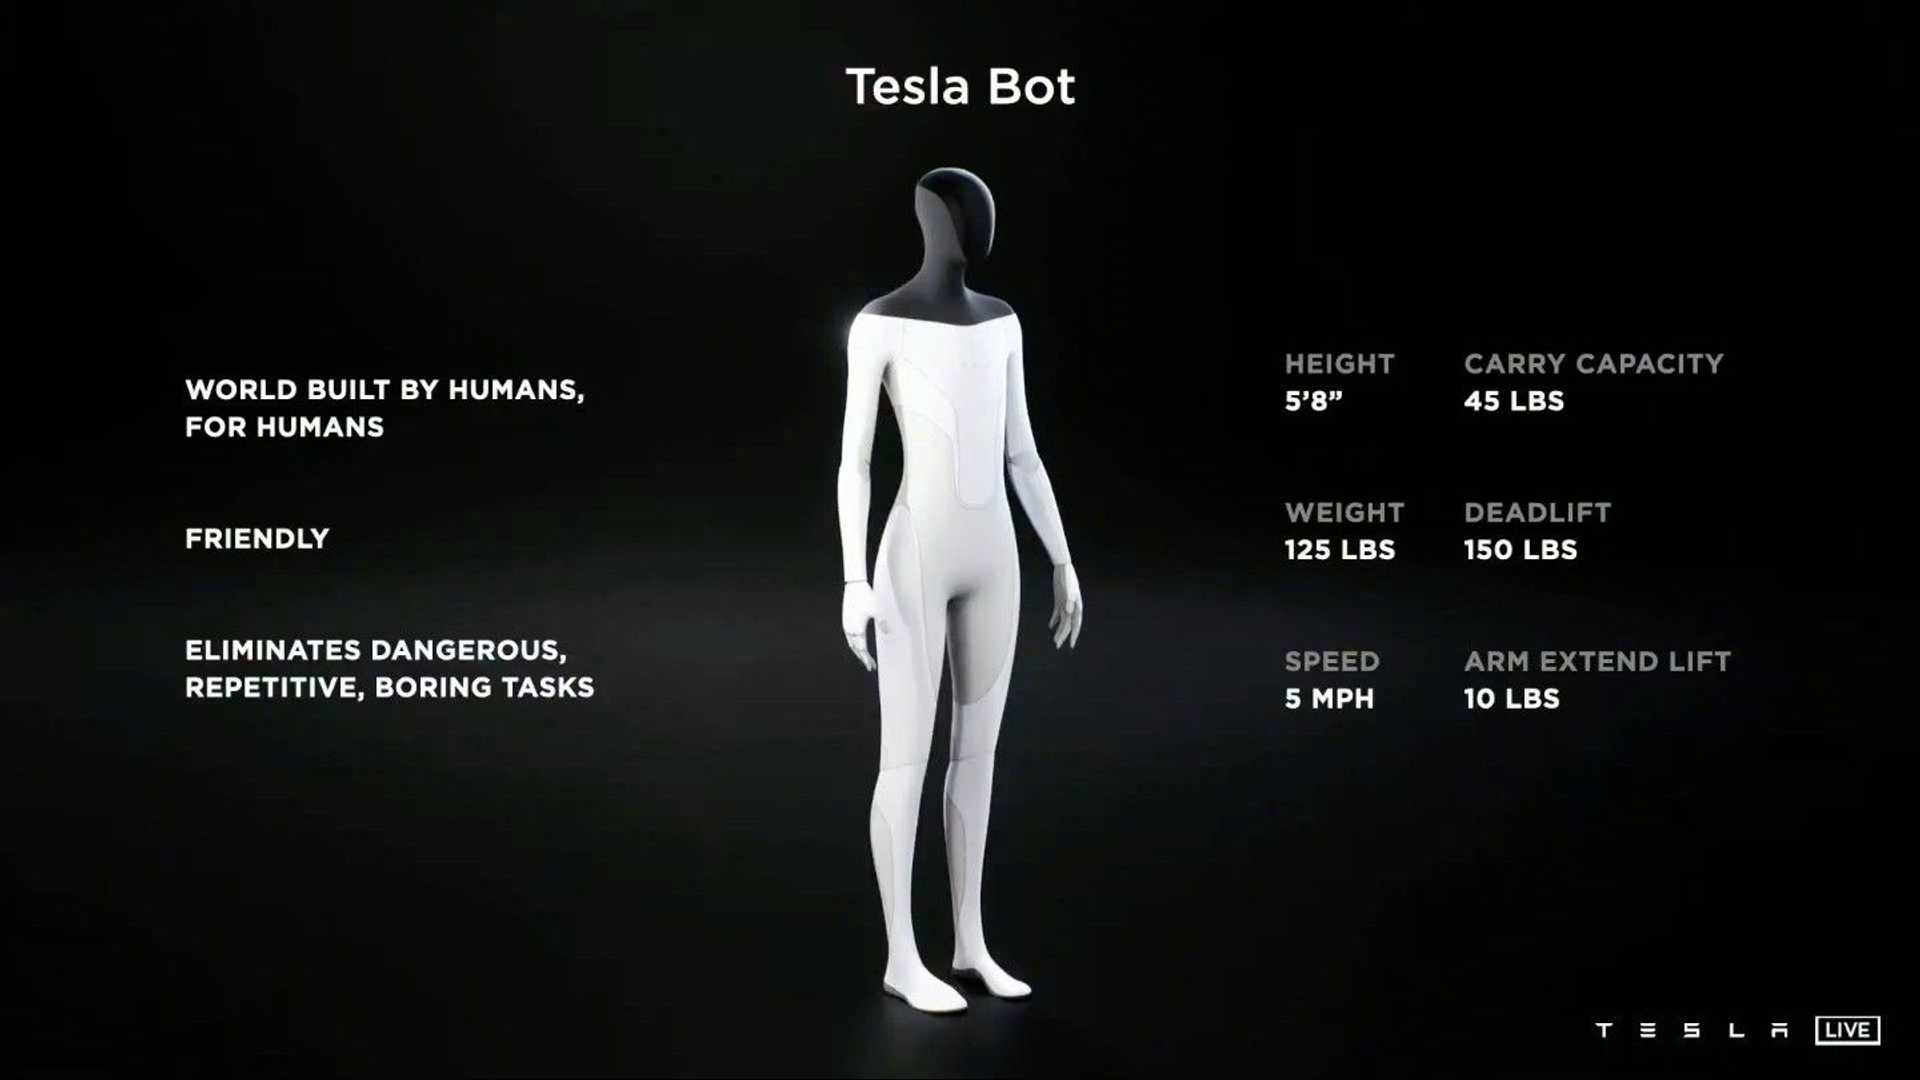 Tesla Bot
WORLD BUILT BY HUMANS,
FOR HUMANS
FRIENDLY
ELIMINATES DANGEROUS,
REPETITIVE, BORING TASKS
HEIGHT
5’8”
CARRY CAPACITY
45 LBS
WEIGHT
125 LBS
DEADLIFT
150 LBS
SPEED
5 MPH
ARM EXTEND LIFT
10 LBS
TESLA LIVE